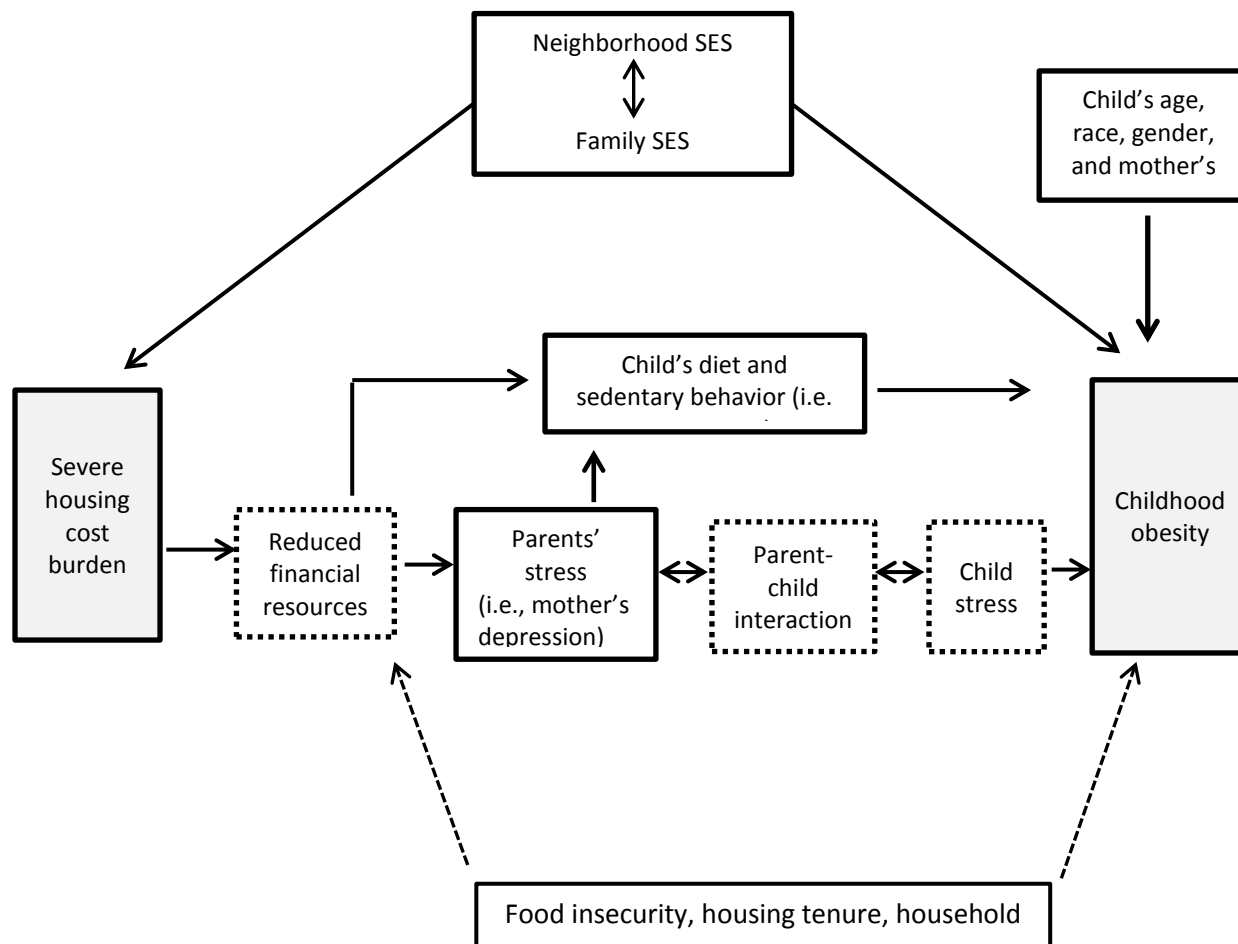 Neighborhood SES
Family SES
Child’s age,
race, gender,
and mother’s
Child’s diet and
sedentary behavior (i.e.
Severe
housing
cost
burden
Reduced
financial
resources
Parents’
stress
(i.e., mother’s
depression)
Parent-
child
interaction
Child
stress
Childhood
obesity
Food insecurity, housing tenure, household